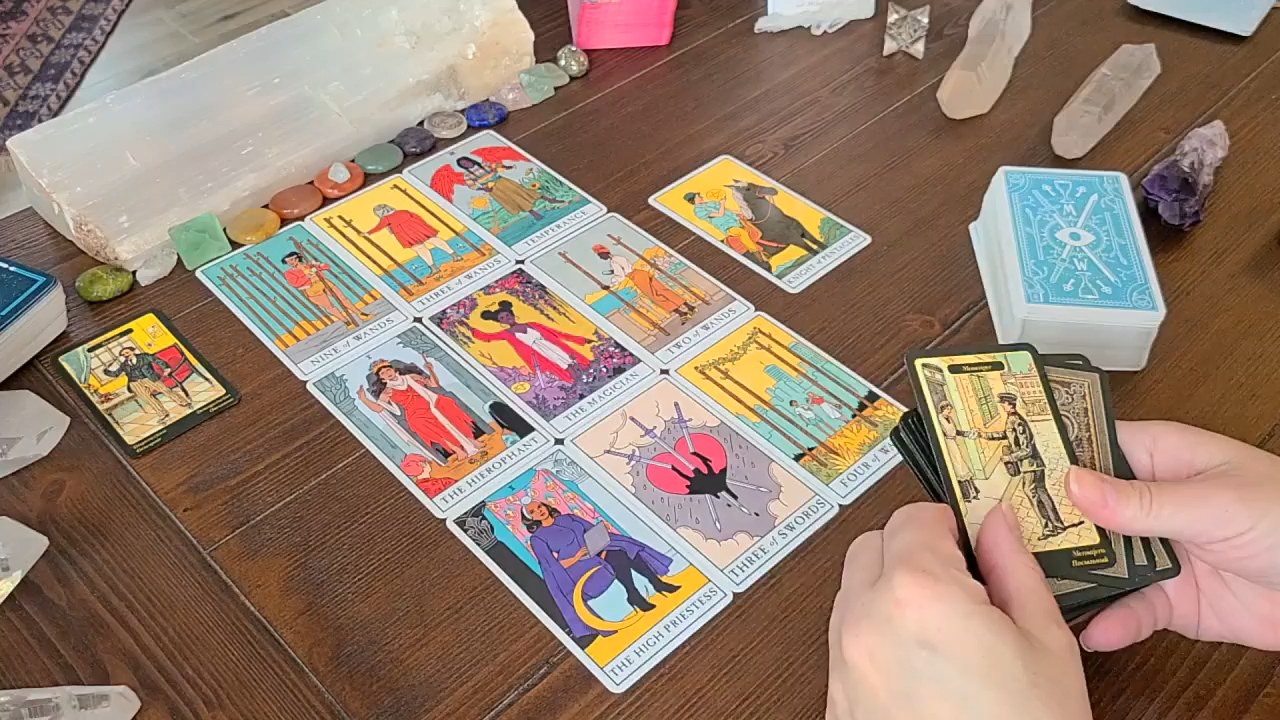 TEMPERANCE
THREE of WANDS
NINE of WANDS
KNIGHT of PENTACLES
TWO of WANDS
THE MAGICIAN
THE HIEROPHANT
I
FOUR of WA
THREE of SWORDS
I
THE HIGH PRIESTESS
M
W
Messenger
Посыльный